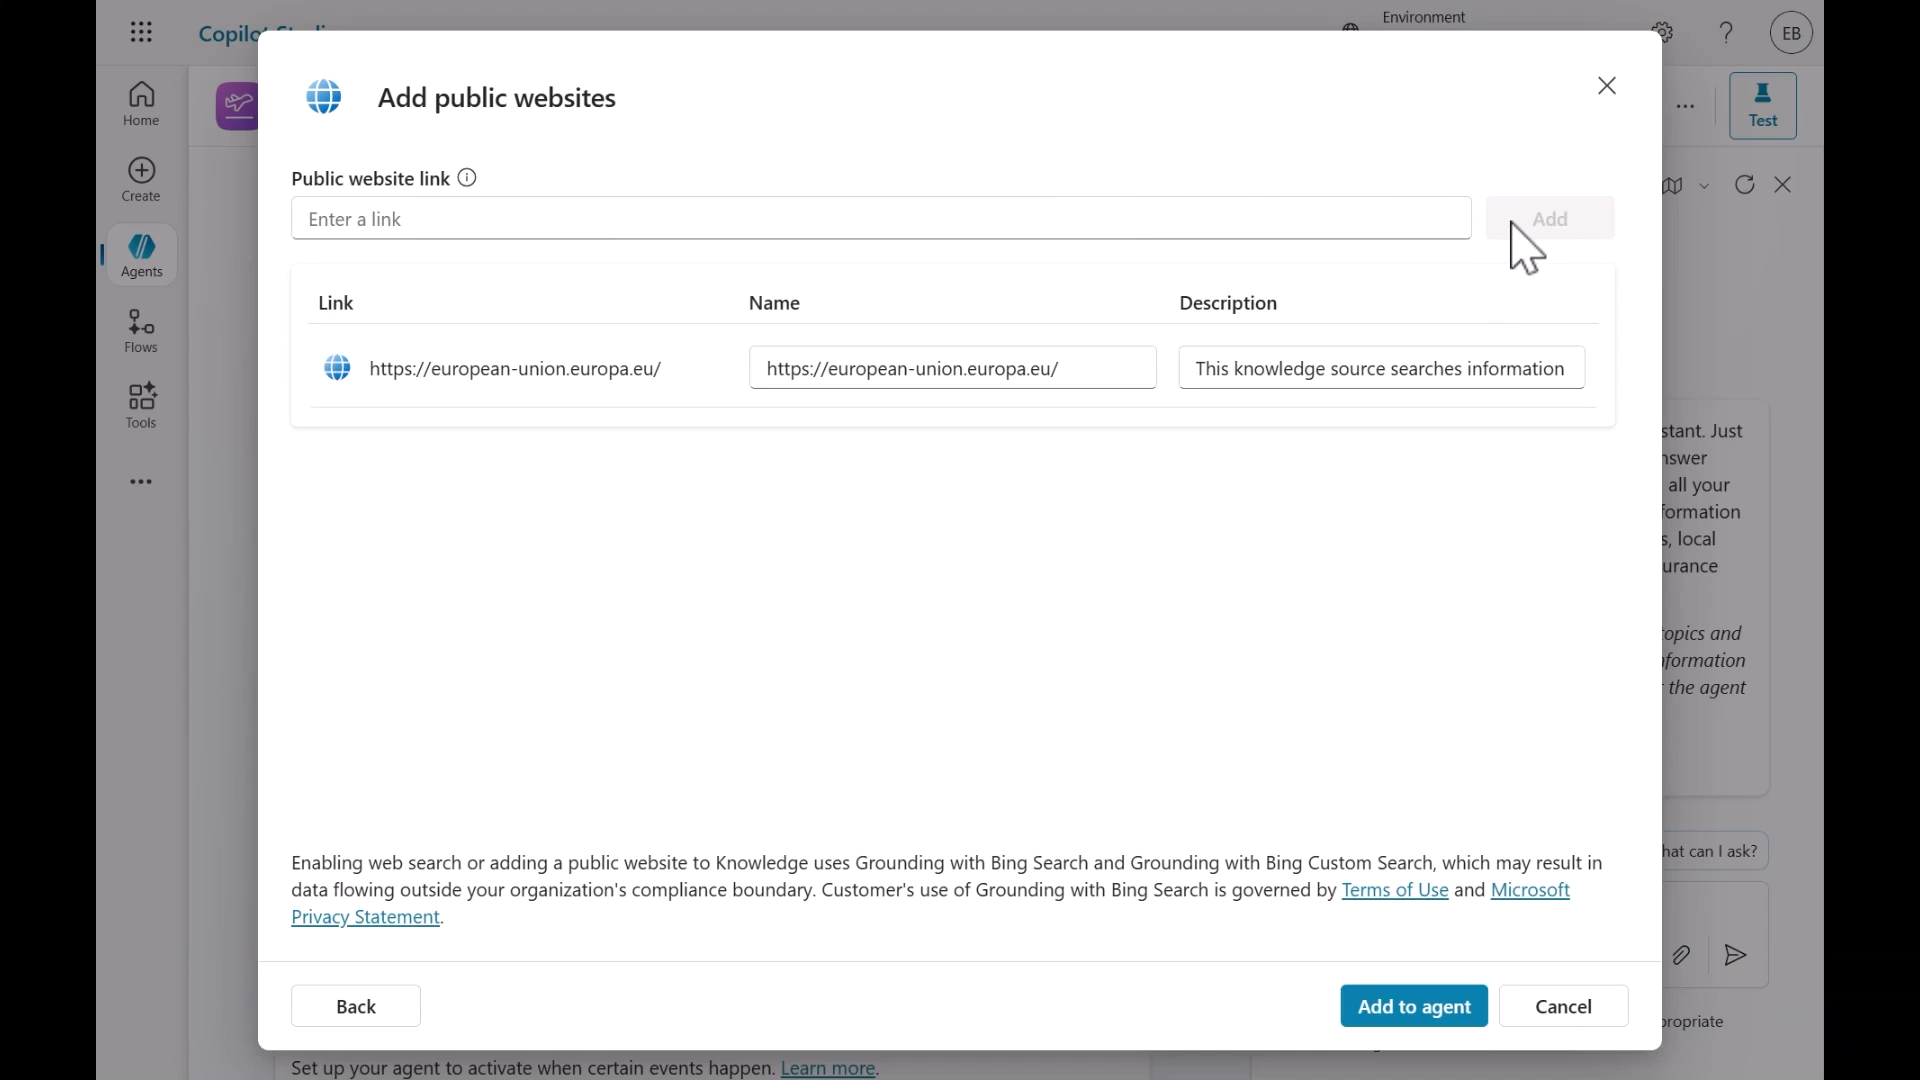 Copilot Studi
Environment
EB
Home
Create
Agents
Flows
Tools
Test
Add public websites
Public website link
Enter a link
Add
Link Name Description
https://european-union.europa.eu/ https://european-union.europa.eu/ This knowledge source searches information
Enabling web search or adding a public website to Knowledge uses Grounding with Bing Search and Grounding with Bing Custom Search, which may result in
data flowing outside your organization's compliance boundary. Customer's use of Grounding with Bing Search is governed by Terms of Use and Microsoft
Privacy Statement.
Back
Add to agent
Cancel
stant. Just
nswer
all your
formation
s, local
urance
topics and
nformation
the agent
hat can I ask?
propriate
Set up your agent to activate when certain events happen. Learn more.